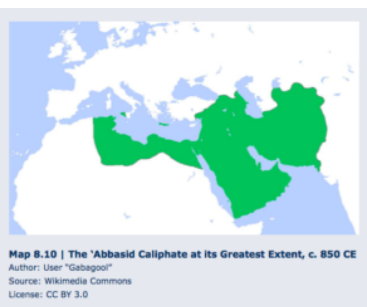 Map 8.10 | The ‘Abbasid Caliphate at its Greatest Extent, c. 850 CE
Author: User “Gabagool”
Source: Wikimedia Commons
License: CC BY 3.0